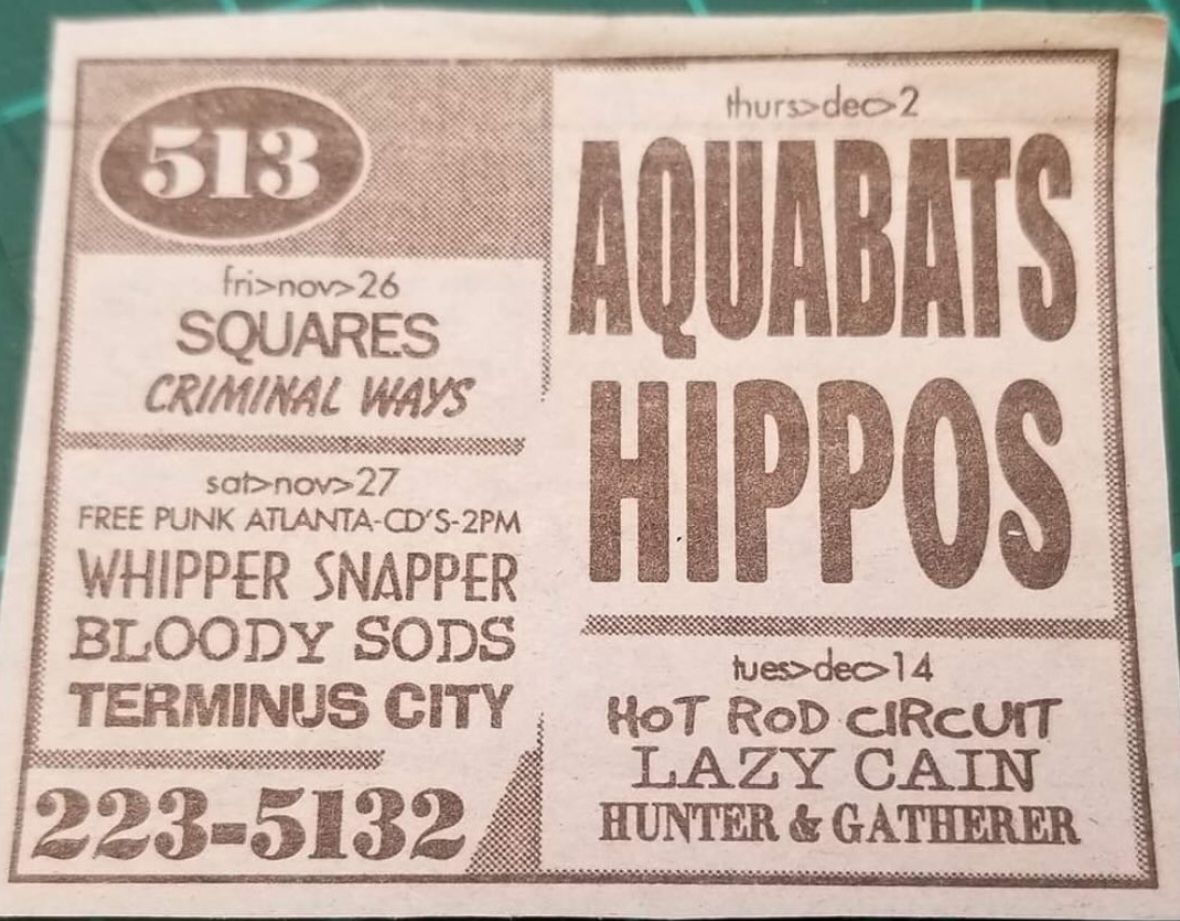 513
fri>nov>26
SQUARES
CRIMINAL WAYS
sat>nov>27
FREE PUNK ATLANTA-CD'S-2PM
WHIPPER SNAPPER
BLOODY SODS
TERMINUS CITY
223-5132
thurs>dec>2
AQUABATS
HIPPOS
tues>dec>14
HOT ROD CIRCUIT
LAZY CAIN
HUNTER & GATHERER